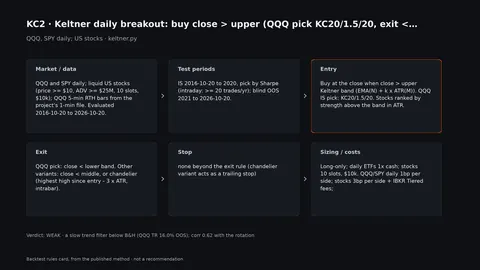 KC2 · Keltner daily breakout: buy close > upper (QQQ pick KC20/1.5/20, exit <…
QQQ, SPY daily; US stocks · keltner.py
Market / data
QQQ and SPY daily; liquid US stocks
(price >= $10, ADV >= $25M, 10 slots,
$10k); QQQ 5-min RTH bars from the
project's 1-min file. Evaluated
2016-10-20 to 2026-10-20.
Test periods
IS 2016-10-20 to 2020, pick by Sharpe
(intraday: >= 20 trades/yr); blind OOS
2021 to 2026-10-20.
Entry
Buy at the close when close > upper
Keltner band (EMA(N) + k x ATR(M)). QQQ
IS pick: KC20/1.5/20. Stocks ranked by
strength above the band in ATR.
Exit
QQQ pick: close < lower band. Other
variants: close < middle, or chandelier
(highest high since entry - 3 x ATR,
intrabar).
Stop
none beyond the exit rule (chandelier
variant acts as a trailing stop)
Sizing / costs
Long-only; daily ETFs 1x cash; stocks
10 slots, $10k. QQQ/SPY daily 1bp per
side; stocks 3bp per side + IBKR Tiered
fees;
Verdict: WEAK - a slow trend filter below B&H (QQQ TR 16.0% OOS); corr 0.62 with the rotation
Backtest rules card, from the published method · not a recommendation